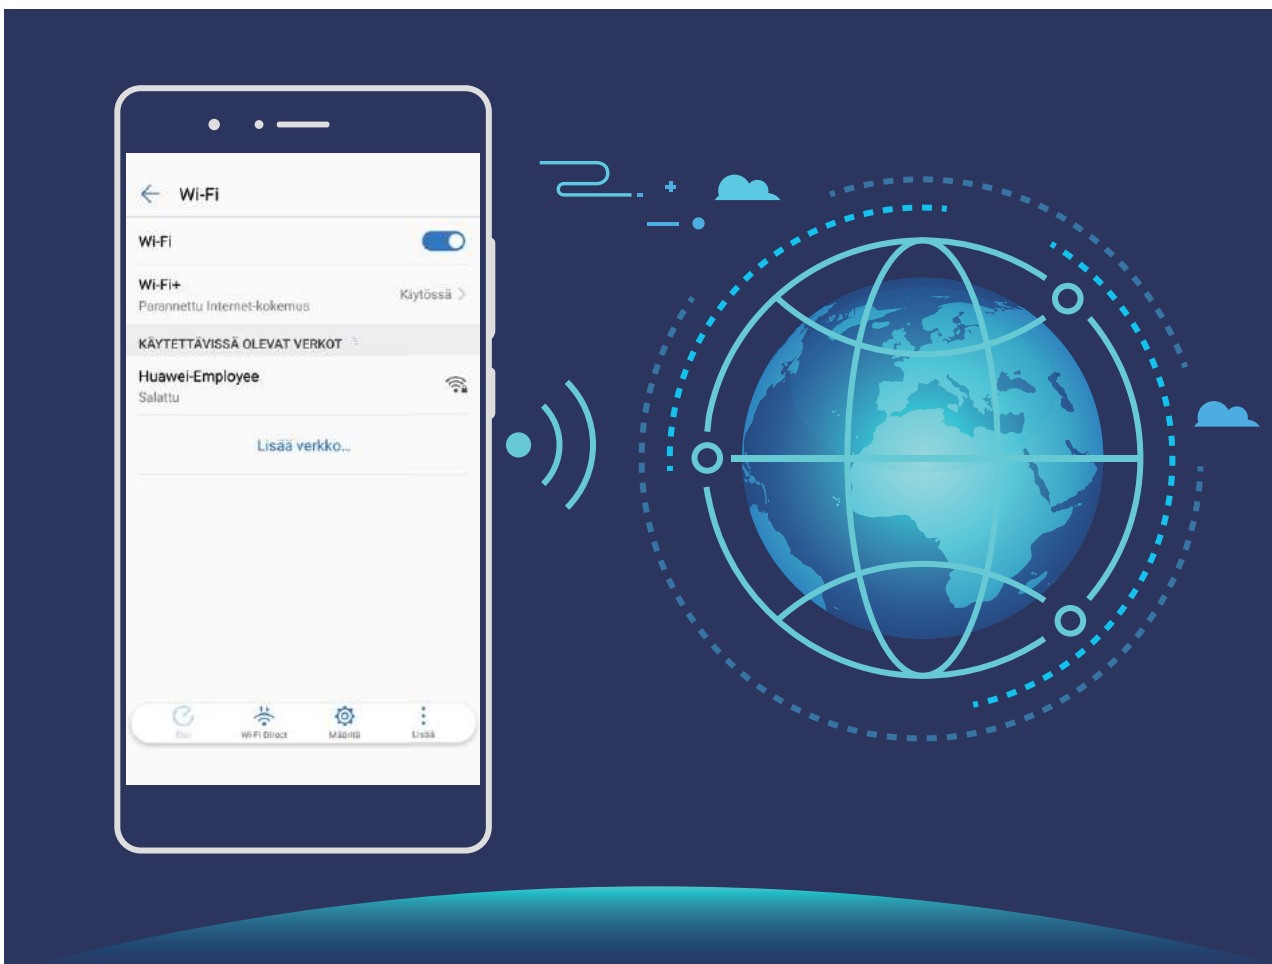 Wi-Fi
Wi-Fi
Wi-Fi+
Parannettu Internet-kokemus
Käytössä
KÄYTETTÄVISSÄ OLEVAT VERKOT
Huawei-Employee
Salattu
Lisää verkko...
Etsi Wi-Fi Direct Määritä Lisää